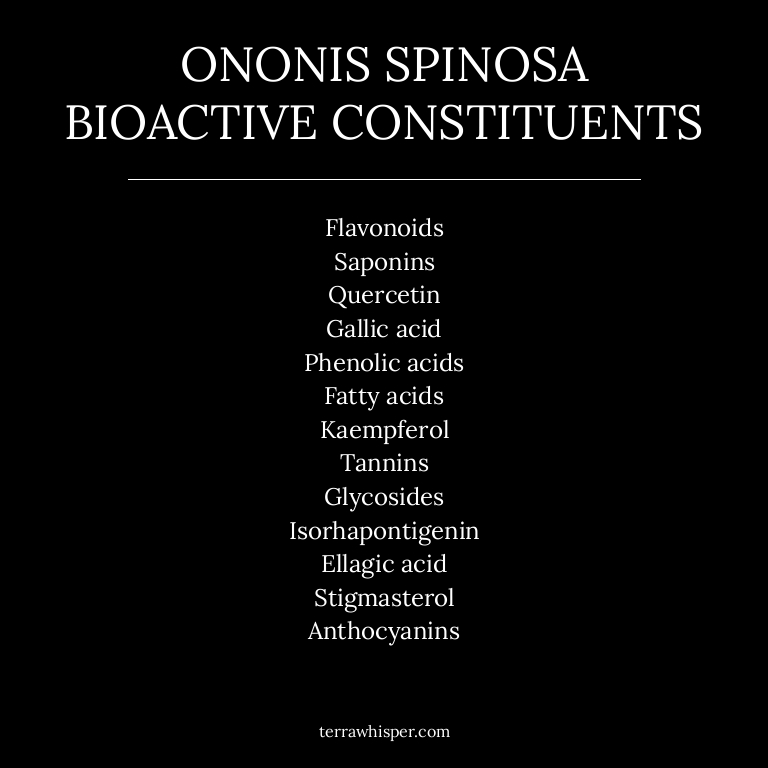 ONONIS SPINOSA
BIOACTIVE CONSTITUENTS
Flavonoids
Saponins
Quercetin
Gallic acid
Phenolic acids
Fatty acids
Kaempferol
Tannins
Glycosides
Isorhapontigenin
Ellagic acid
Stigmasterol
Anthocyanins
terrawhisper.com